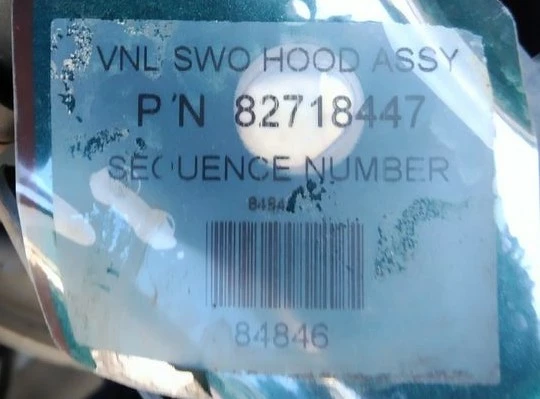 VNL SWO HOOD ASSY
P/N 82718447
SEQUENCE NUMBER
84846